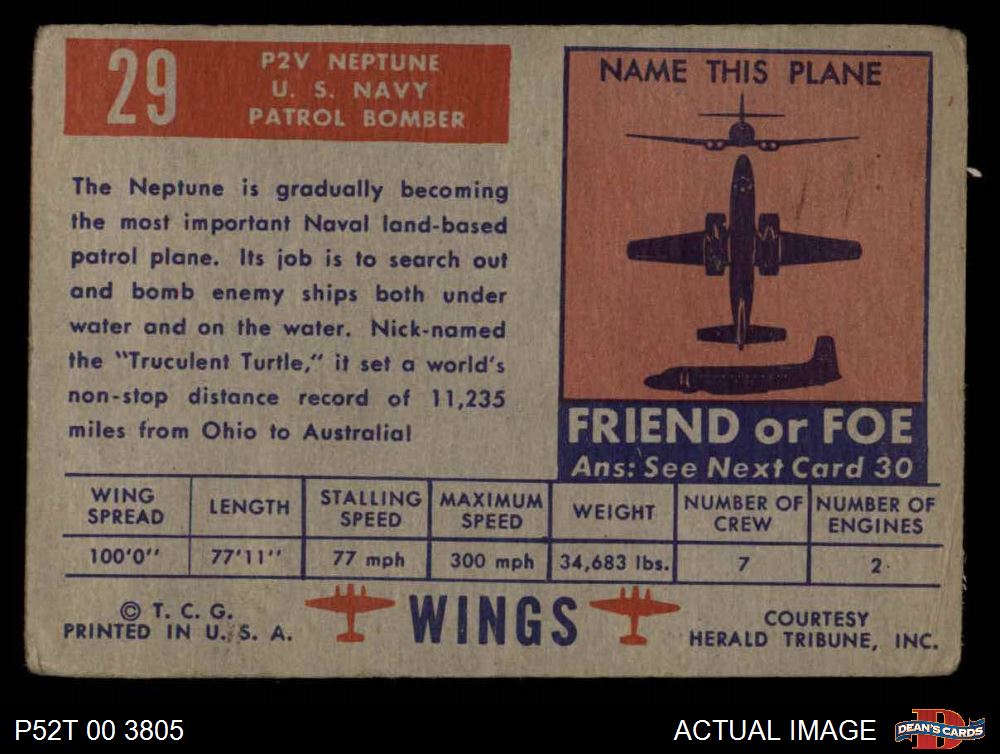 29
P2V NEPTUNE
U. S. NAVY
PATROL BOMBER
The Neptune is gradually becoming
the most important Naval land-based
patrol plane. Its job is to search out
and bomb enemy ships both under
water and on the water. Nick-named
the "Truculent Turtle," it set a world's
non-stop distance record of 11,235
miles from Ohio to Australia!
NAME THIS PLANE
FRIEND or FOE
Ans: See Next Card 30
WING SPREAD
LENGTH
STALLING SPEED
MAXIMUM SPEED
WEIGHT
NUMBER OF CREW
NUMBER OF ENGINES
100'0''
77'11''
77 mph
300 mph
34,683 lbs.
7
2
© T. C. G.
PRINTED IN U. S. A.
WINGS
COURTESY
HERALD TRIBUNE, INC.
P52T 00 3805
ACTUAL IMAGE
D
DEAN'S CARDS